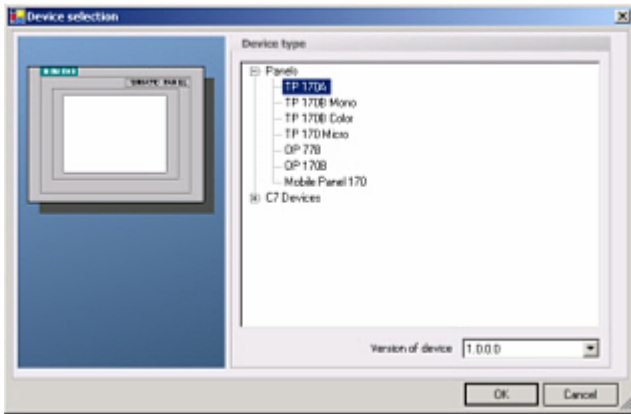 Device selection
Device type
SIEMENS
SIMATIC PANEL
Panels
TP 170A
TP 170B Mono
TP 170B Color
TP 170 Micro
OP 77B
OP 170B
Mobile Panel 170
C7 Devices
Version of device 1.0.0.0
OK Cancel